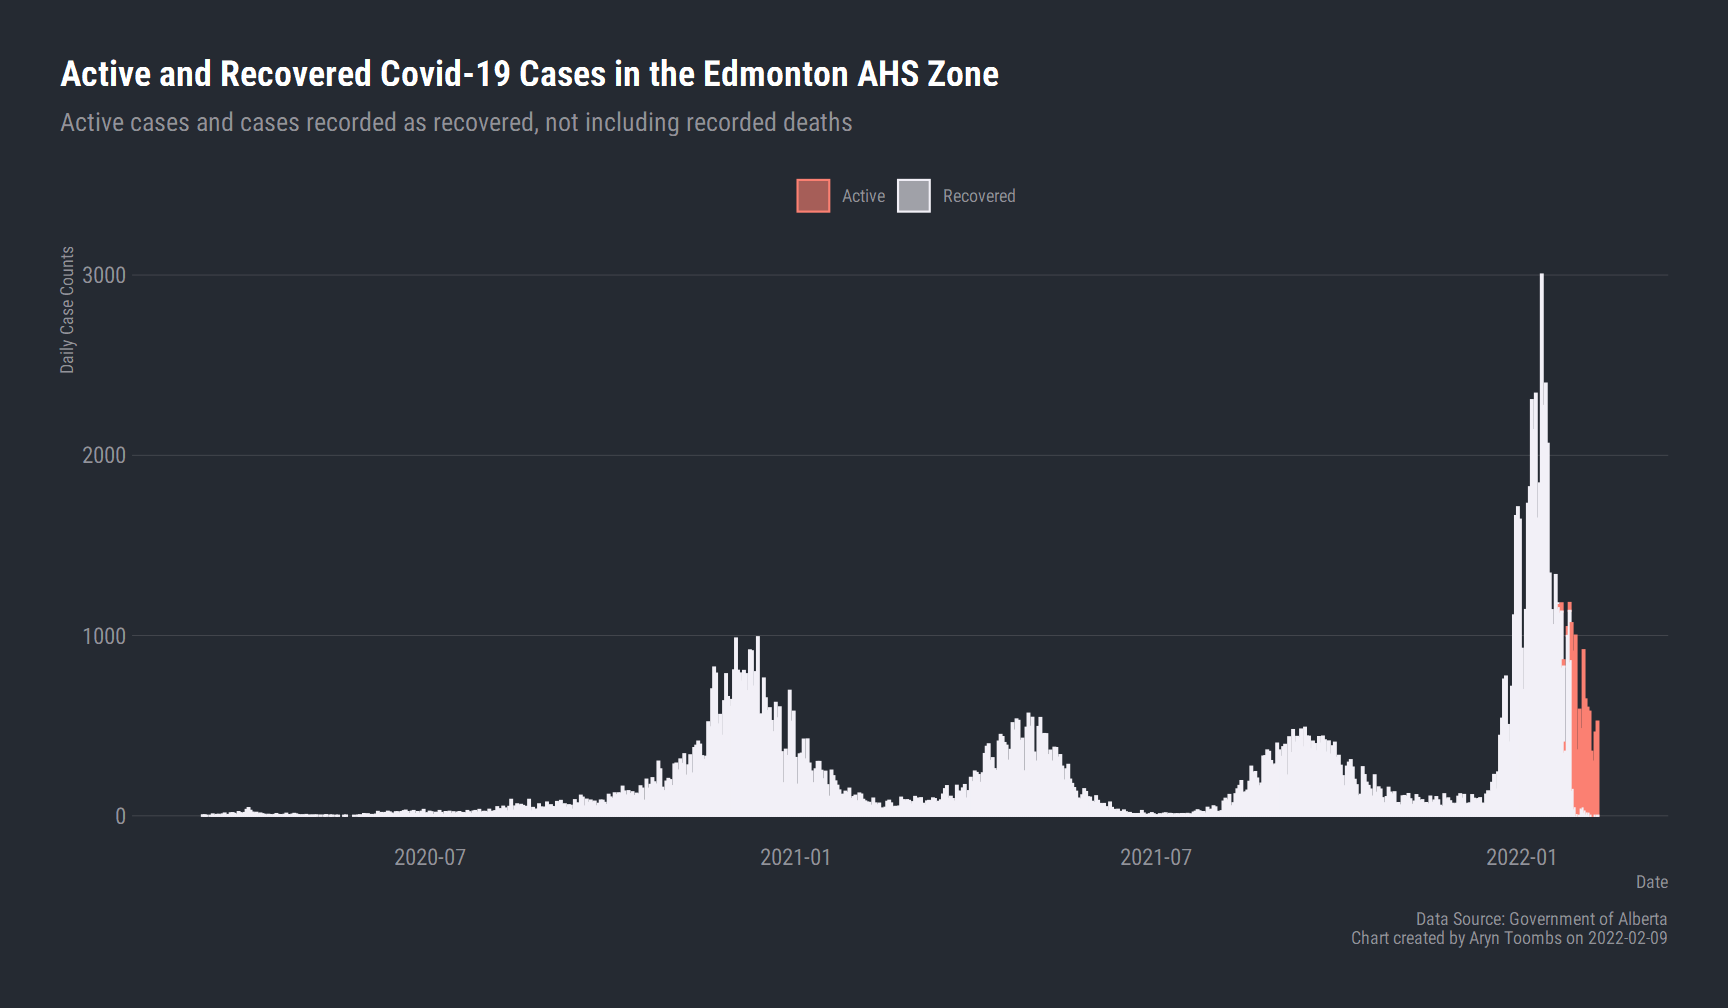 Active and Recovered Covid-19 Cases in the Edmonton AHS Zone
Active cases and cases recorded as recovered, not including recorded deaths
Active
Recovered
Daily Case Counts
3000
2000
1000
0
2020-07
2021-01
2021-07
2022-01
Date
Data Source: Government of Alberta
Chart created by Aryn Toombs on 2022-02-09